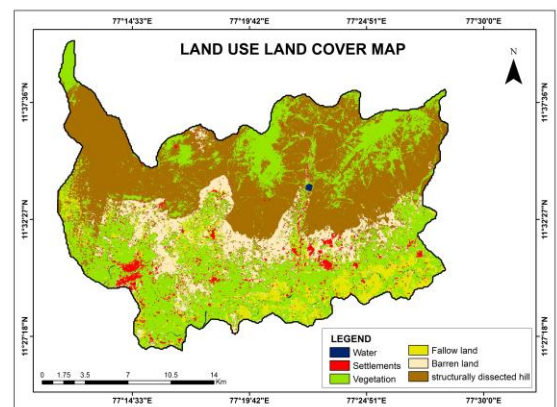 77°14'33"E 77°19'42"E 77°24'51"E 77°30'0"E
LAND USE LAND COVER MAP
N
11°37'36"N 11°37'36"N
11°32'27"N 11°32'27"N
11°27'18"N 11°27'18"N
LEGEND
Water
Settlements
Vegetation
Fallow land
Barren land
structurally dissected hill
0 1.75 3.5 7 10.5 14
Km
77°14'33"E 77°19'42"E 77°24'51"E 77°30'0"E